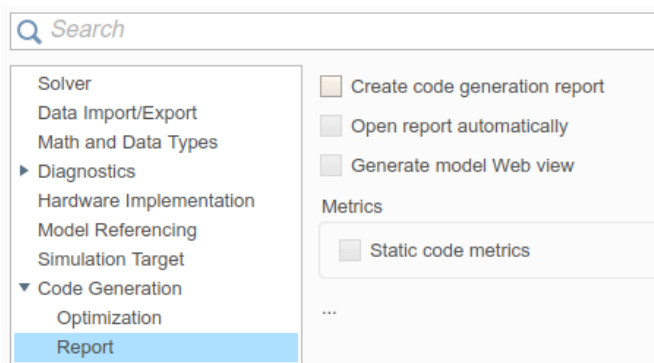 Search
Solver
Data Import/Export
Math and Data Types
Diagnostics
Hardware Implementation
Model Referencing
Simulation Target
Code Generation
Optimization
Report
Create code generation report
Open report automatically
Generate model Web view
Metrics
Static code metrics
...